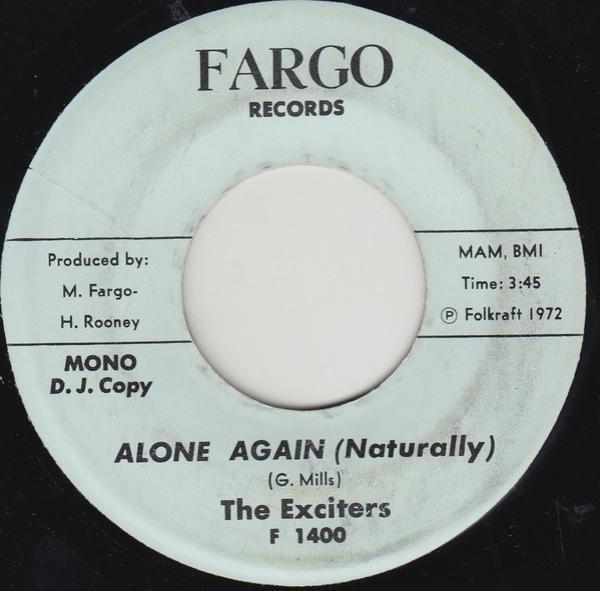 FARGO
RECORDS
Produced by:
M. Fargo-
H. Rooney
MAM, BMI
Time: 3:45
Ⓟ Folkraft 1972
MONO
D. J. Copy
ALONE AGAIN (Naturally)
(G. Mills)
The Exciters
F 1400